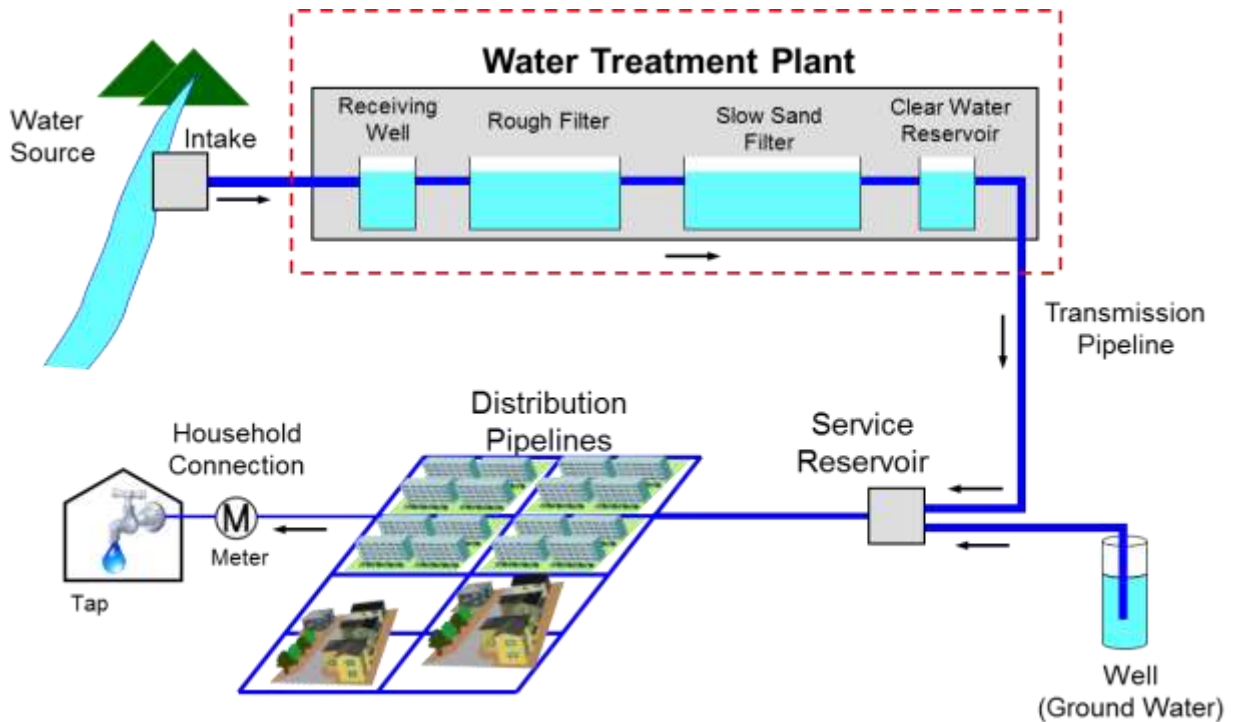 Water Treatment Plant
Water
Source
Intake
Receiving
Well
Rough Filter
Slow Sand
Filter
Clear Water
Reservoir
Transmission
Pipeline
Service
Reservoir
Distribution
Pipelines
Household
Connection
M
Meter
Tap
Well
(Ground Water)